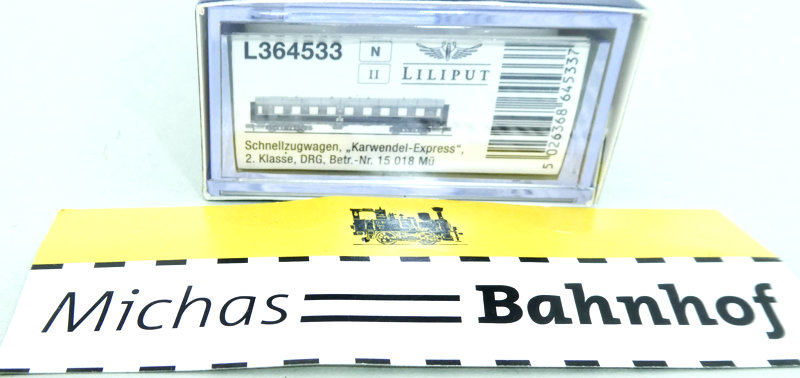 L364533
N
II
LILIPUT
Schnellzugwagen, „Karwendel-Express“,
2. Klasse, DRG, Betr.-Nr. 15 018 Mü
5 026368 645337
Michas Bahnhof